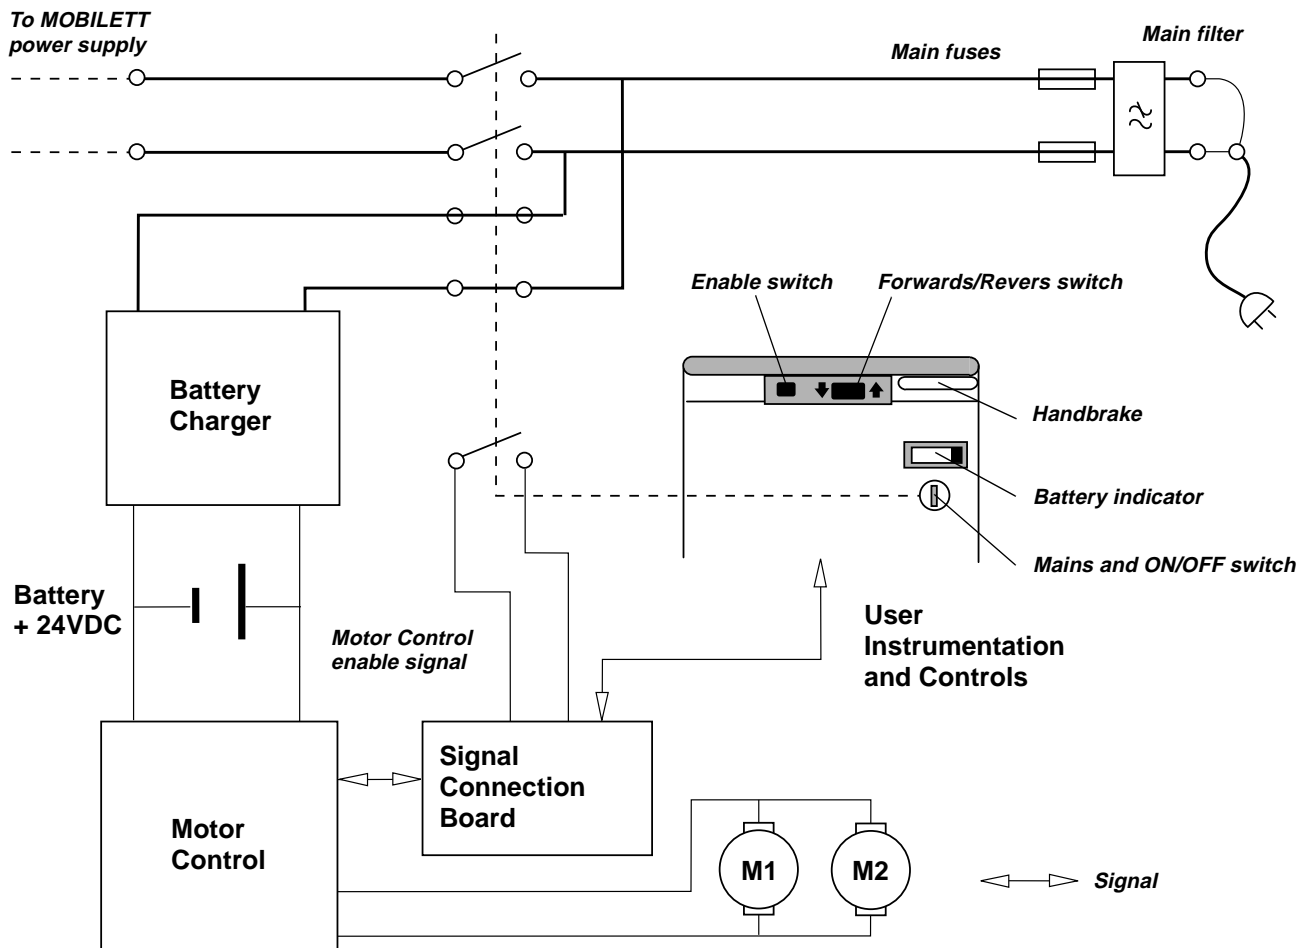 To MOBILETT
power supply
Main fuses
Main filter
Enable switch
Forwards/Revers switch
Battery
Charger
Handbrake
Battery indicator
Mains and ON/OFF switch
Battery
+ 24VDC
Motor Control
enable signal
User
Instrumentation
and Controls
Signal
Connection
Board
Motor
Control
M1
M2
Signal